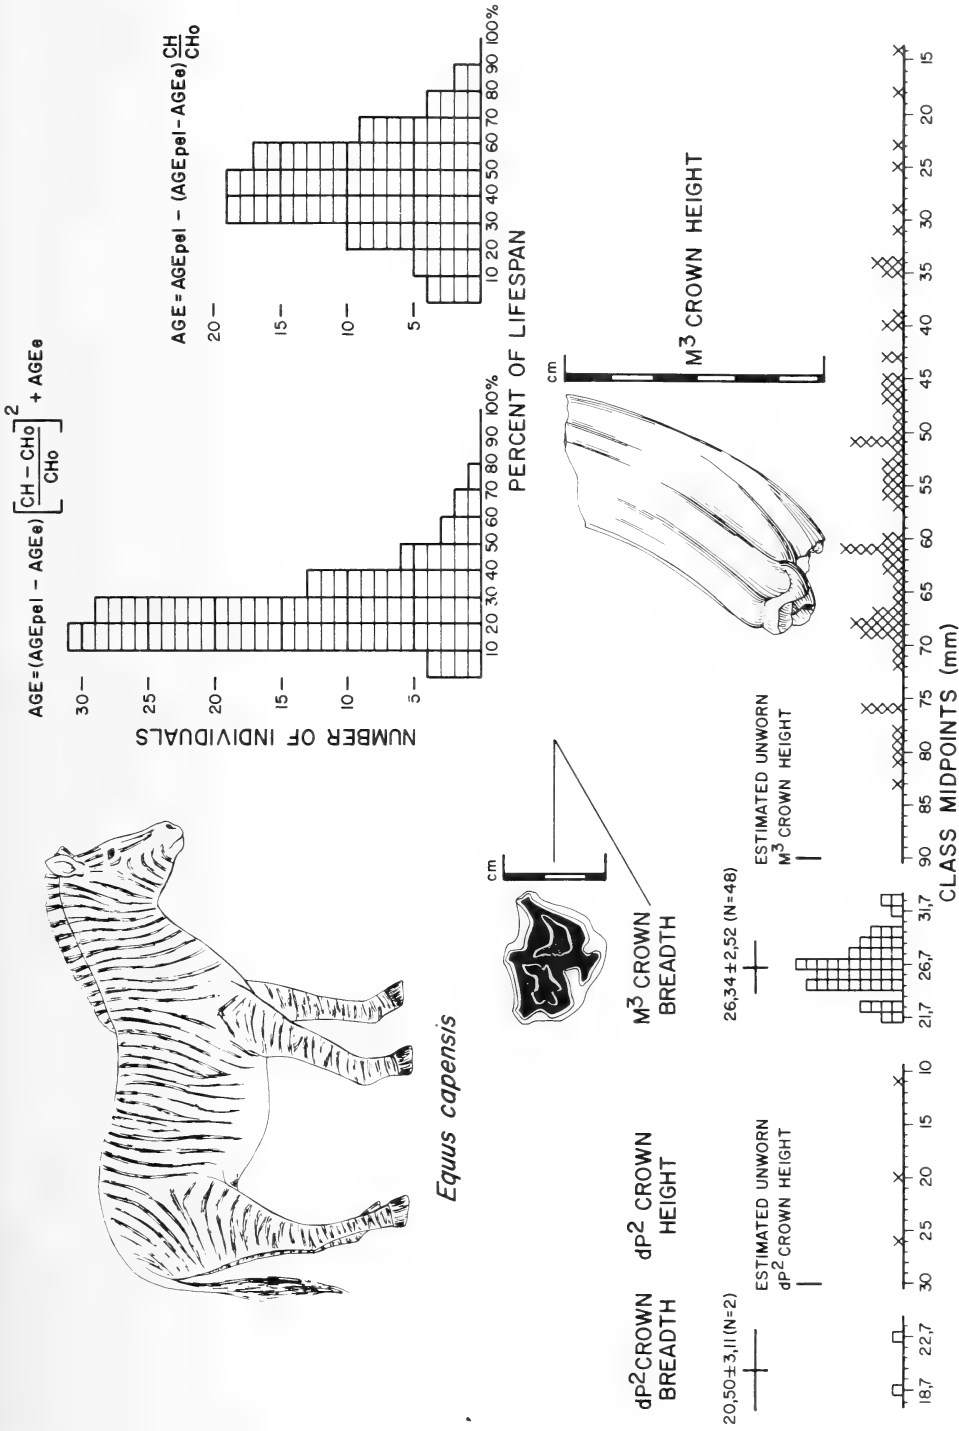 AGE = (AGEpel - AGEe) [CH - CHo / CHo]² + AGEe
NUMBER OF INDIVIDUALS
30
25
20
15
10
5
10 20 30 40 50 60 70 80 90 100%
AGE = AGEpel - (AGEpel - AGEe) CH/CHo
20
15
10
5
10 20 30 40 50 60 70 80 90 100%
PERCENT OF LIFESPAN
Equus capensis
cm
cm
dP² CROWN
BREADTH
dP² CROWN
HEIGHT
M³ CROWN
BREADTH
M³ CROWN HEIGHT
20,50±3,11 (N=2)
ESTIMATED UNWORN
dP² CROWN HEIGHT
26,34±2,52 (N=48)
ESTIMATED UNWORN
M³ CROWN HEIGHT
18,7 22,7
30 25 20 15 10
21,7 26,7 31,7
90 85 80 75 70 65 60 55 50 45 40 35 30 25 20 15
CLASS MIDPOINTS (mm)